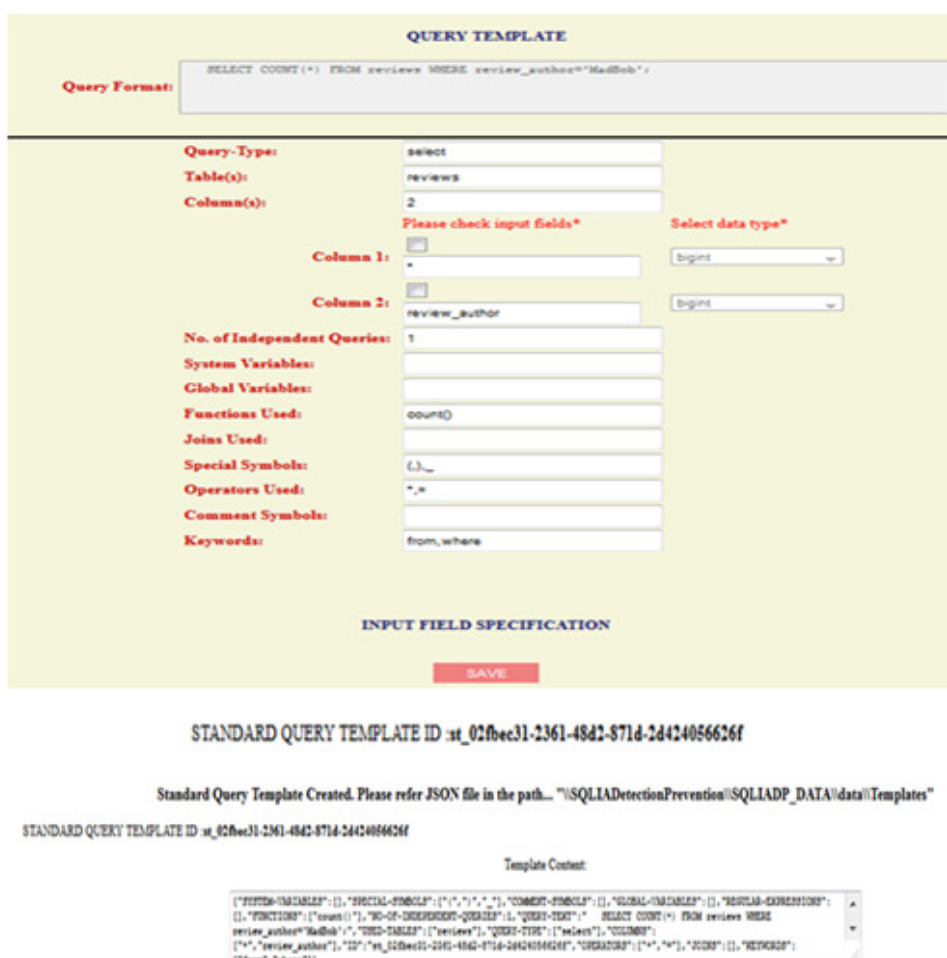 QUERY TEMPLATE
Query Format:
SELECT COUNT(*) FROM reviews WHERE review_author='MadBob';
Query-Type: select
Table(s): reviews
Column(s): 2
Please check input fields* Select data type*
Column 1: * bigint
Column 2: review_author bigint
No. of Independent Queries: 1
System Variables:
Global Variables:
Functions Used: count()
Joins Used:
Special Symbols: (,),_
Operators Used: *,=
Comment Symbols:
Keywords: from,where
INPUT FIELD SPECIFICATION
SAVE
STANDARD QUERY TEMPLATE ID :st_02fbec31-2361-48d2-871d-2d424056626f
Standard Query Template Created. Please refer JSON file in the path... "\\SQLIADetectionPrevention\\SQLIADP_DATA\\data\\Templates"
STANDARD QUERY TEMPLATE ID :st_02fbec31-2361-48d2-871d-2d424056626f
Template Content:
{"SYSTEM-VARIABLES":[],"SPECIAL-SYMBOLS":["(",")","_"],"COMMENT-SYMBOLS":[],"GLOBAL-VARIABLES":[],"REGULAR-EXPRESSIONS":
[],"FUNCTIONS":["count()"],"NO-OF-INDEPENDENT-QUERIES":1,"QUERY-TEXT":" SELECT COUNT(*) FROM reviews WHERE
review_author='MadBob';","USED-TABLES":["reviews"],"QUERY-TYPE":["select"],"COLUMNS":
["*","review_author"],"ID":"st_02fbec31-2361-48d2-871d-2d424056626f","OPERATORS":["*","="],"JOINS":[],"KEYWORDS":